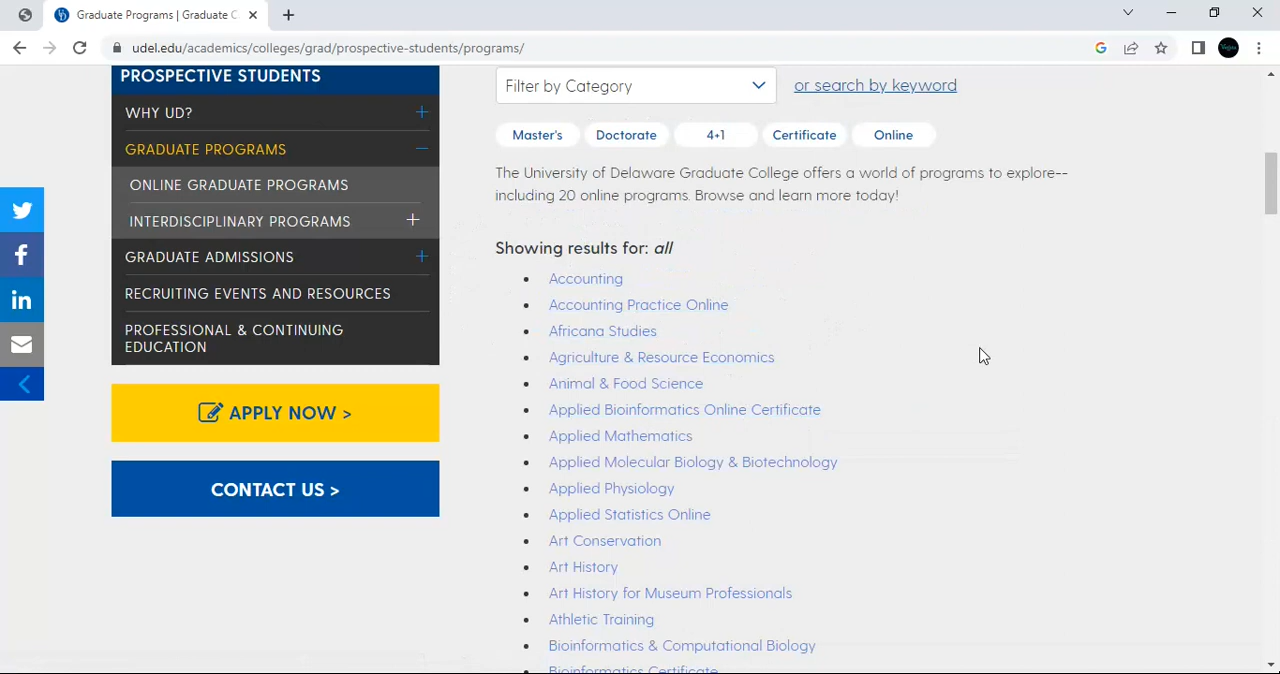 Graduate Programs | Graduate C
udel.edu/academics/colleges/grad/prospective-students/programs/
PROSPECTIVE STUDENTS
WHY UD?
GRADUATE PROGRAMS
ONLINE GRADUATE PROGRAMS
INTERDISCIPLINARY PROGRAMS
GRADUATE ADMISSIONS
RECRUITING EVENTS AND RESOURCES
PROFESSIONAL & CONTINUING
EDUCATION
APPLY NOW >
CONTACT US >
Filter by Category
or search by keyword
Master's Doctorate 4+1 Certificate Online
The University of Delaware Graduate College offers a world of programs to explore--
including 20 online programs. Browse and learn more today!
Showing results for: all
Accounting
Accounting Practice Online
Africana Studies
Agriculture & Resource Economics
Animal & Food Science
Applied Bioinformatics Online Certificate
Applied Mathematics
Applied Molecular Biology & Biotechnology
Applied Physiology
Applied Statistics Online
Art Conservation
Art History
Art History for Museum Professionals
Athletic Training
Bioinformatics & Computational Biology
Bioinformatics Certificate